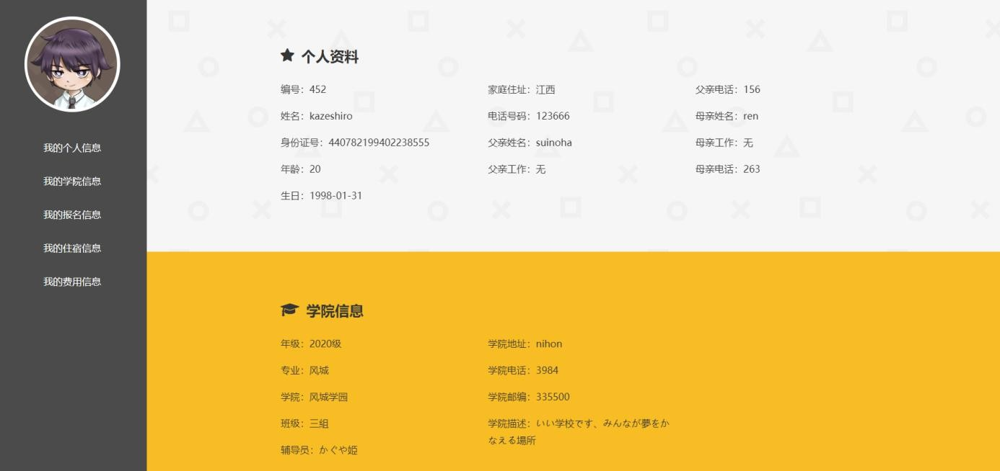 我的个人信息
我的学院信息
我的报名信息
我的住宿信息
我的费用信息
个人资料
编号：452
姓名：kazeshiro
身份证号：440782199402238555
年龄：20
生日：1998-01-31
家庭住址：江西
电话号码：123666
父亲姓名：suinoha
父亲工作：无
父亲电话：156
母亲姓名：ren
母亲工作：无
母亲电话：263
学院信息
年级：2020级
专业：风城
学院：风城学园
班级：三組
辅导员：かぐや姫
学院地址：nihon
学院电话：3984
学院邮编：335500
学院描述：いい学校です、みんなが夢をか
なえる場所